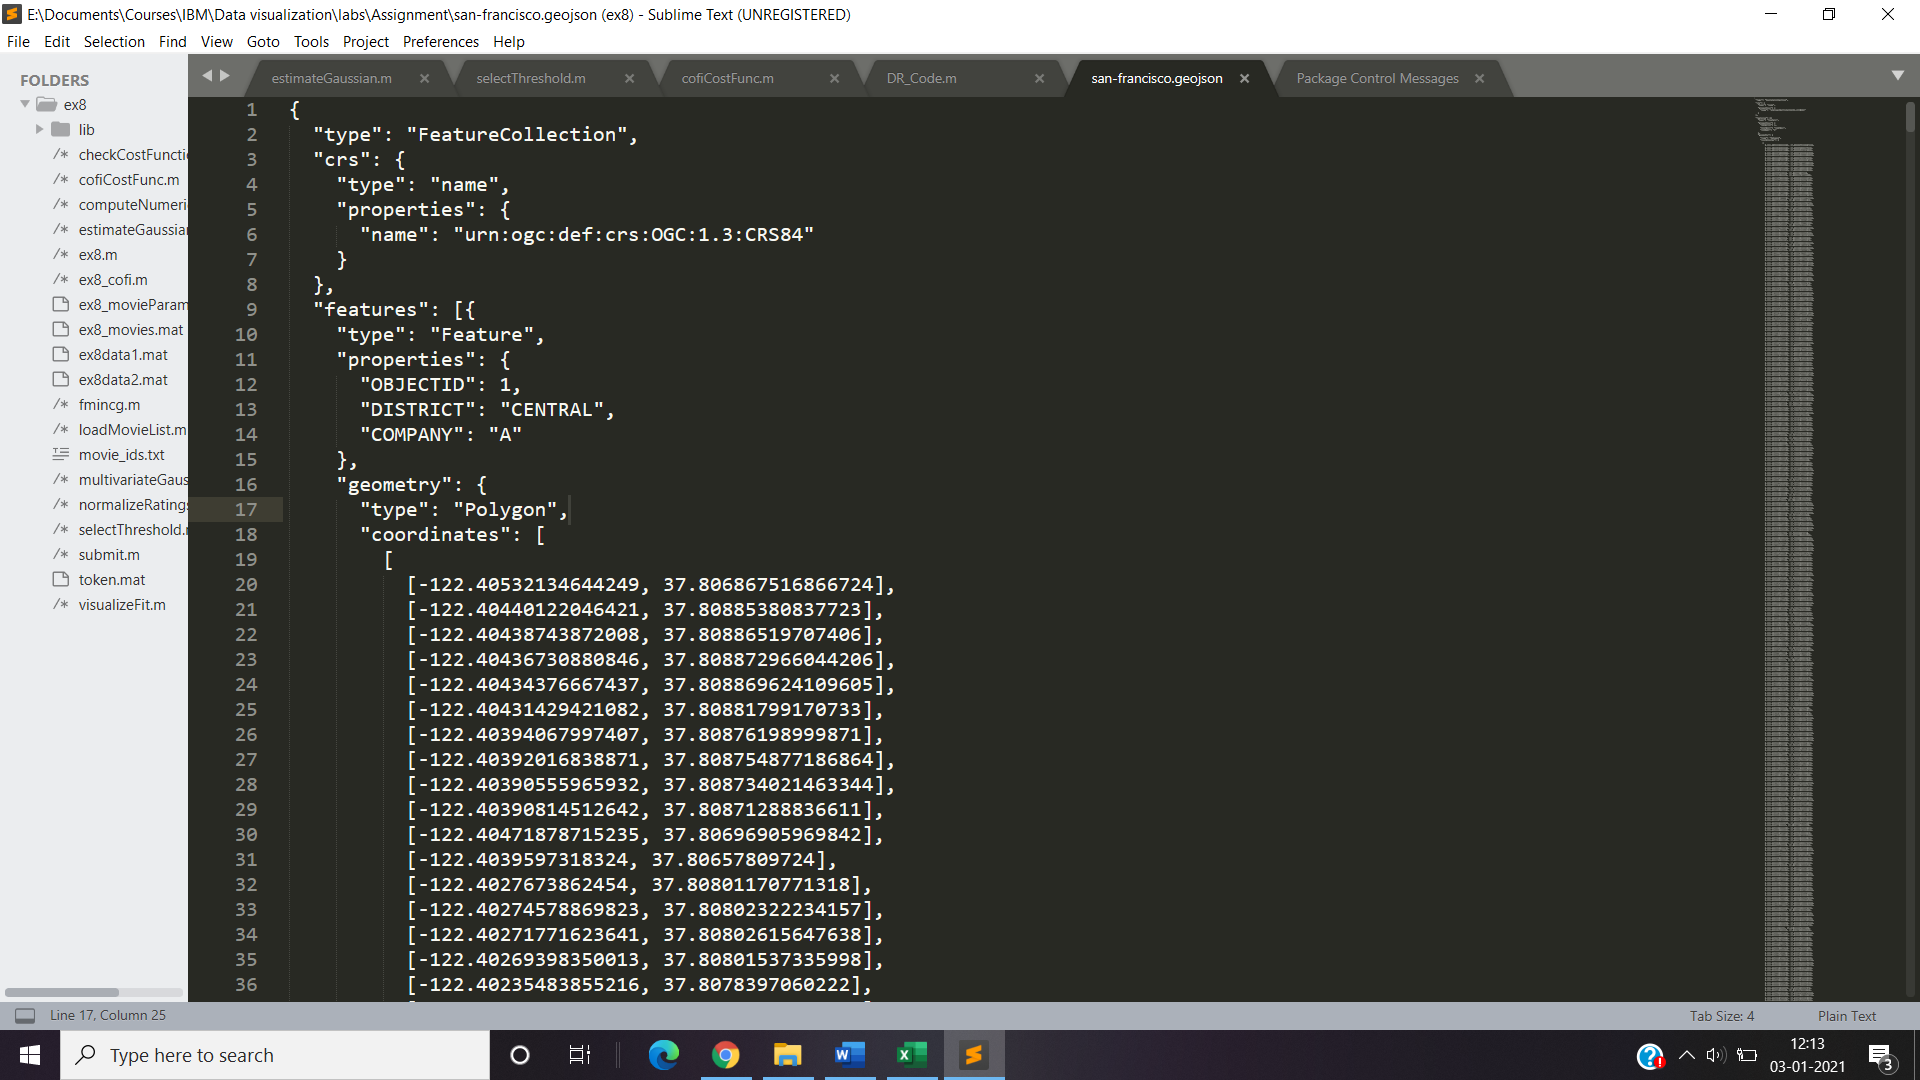 E:\Documents\Courses\IBM\Data visualization\labs\Assignment\san-francisco.geojson (ex8) - Sublime Text (UNREGISTERED)
File Edit Selection Find View Goto Tools Project Preferences Help
FOLDERS
ex8
lib
checkCostFuncti
cofiCostFunc.m
computeNumeri
estimateGaussian
ex8.m
ex8_cofi.m
ex8_movieParam
ex8_movies.mat
ex8data1.mat
ex8data2.mat
fmincg.m
loadMovieList.m
movie_ids.txt
multivariateGaus
normalizeRatings
selectThreshold.
submit.m
token.mat
visualizeFit.m
estimateGaussian.m selectThreshold.m cofiCostFunc.m DR_Code.m san-francisco.geojson Package Control Messages
1 {
2 "type": "FeatureCollection",
3 "crs": {
4 "type": "name",
5 "properties": {
6 "name": "urn:ogc:def:crs:OGC:1.3:CRS84"
7 }
8 },
9 "features": [{
10 "type": "Feature",
11 "properties": {
12 "OBJECTID": 1,
13 "DISTRICT": "CENTRAL",
14 "COMPANY": "A"
15 },
16 "geometry": {
17 "type": "Polygon",
18 "coordinates": [
19 [
20 [-122.40532134644249, 37.806867516866724],
21 [-122.40440122046421, 37.80885380837723],
22 [-122.40438743872008, 37.80886519707406],
23 [-122.40436730880846, 37.808872966044206],
24 [-122.40434376667437, 37.808869624109605],
25 [-122.40431429421082, 37.80881799170733],
26 [-122.40394067997407, 37.80876198999871],
27 [-122.40392016838871, 37.808754877186864],
28 [-122.40390555965932, 37.808734021463344],
29 [-122.40390814512642, 37.80871288836611],
30 [-122.40471878715235, 37.80696905969842],
31 [-122.4039597318324, 37.80657809724],
32 [-122.4027673862454, 37.80801170771318],
33 [-122.40274578869823, 37.80802322234157],
34 [-122.40271771623641, 37.80802615647638],
35 [-122.40269398350013, 37.80801537335998],
36 [-122.40235483855216, 37.8078397060222],
Line 17, Column 25
Tab Size: 4
Plain Text
Type here to search
12:13
03-01-2021
3